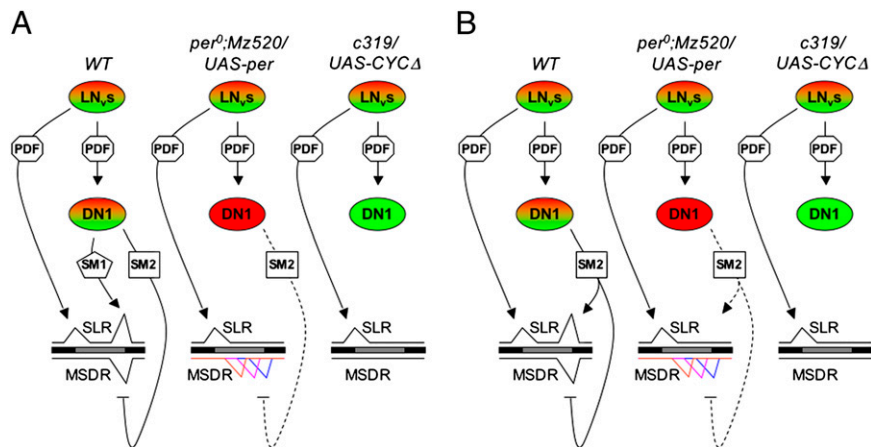 A
B
WT
per⁰;Mz520/
UAS-per
c319/
UAS-CYCΔ
WT
per⁰;Mz520/
UAS-per
c319/
UAS-CYCΔ
LNᵥs
LNᵥs
LNᵥs
LNᵥs
LNᵥs
LNᵥs
PDF
PDF
PDF
PDF
PDF
PDF
PDF
PDF
PDF
PDF
PDF
PDF
DN1
DN1
DN1
DN1
DN1
DN1
SM1
SM2
SM2
SM2
SM2
SLR
SLR
SLR
SLR
SLR
SLR
MSDR
MSDR
MSDR
MSDR
MSDR
MSDR